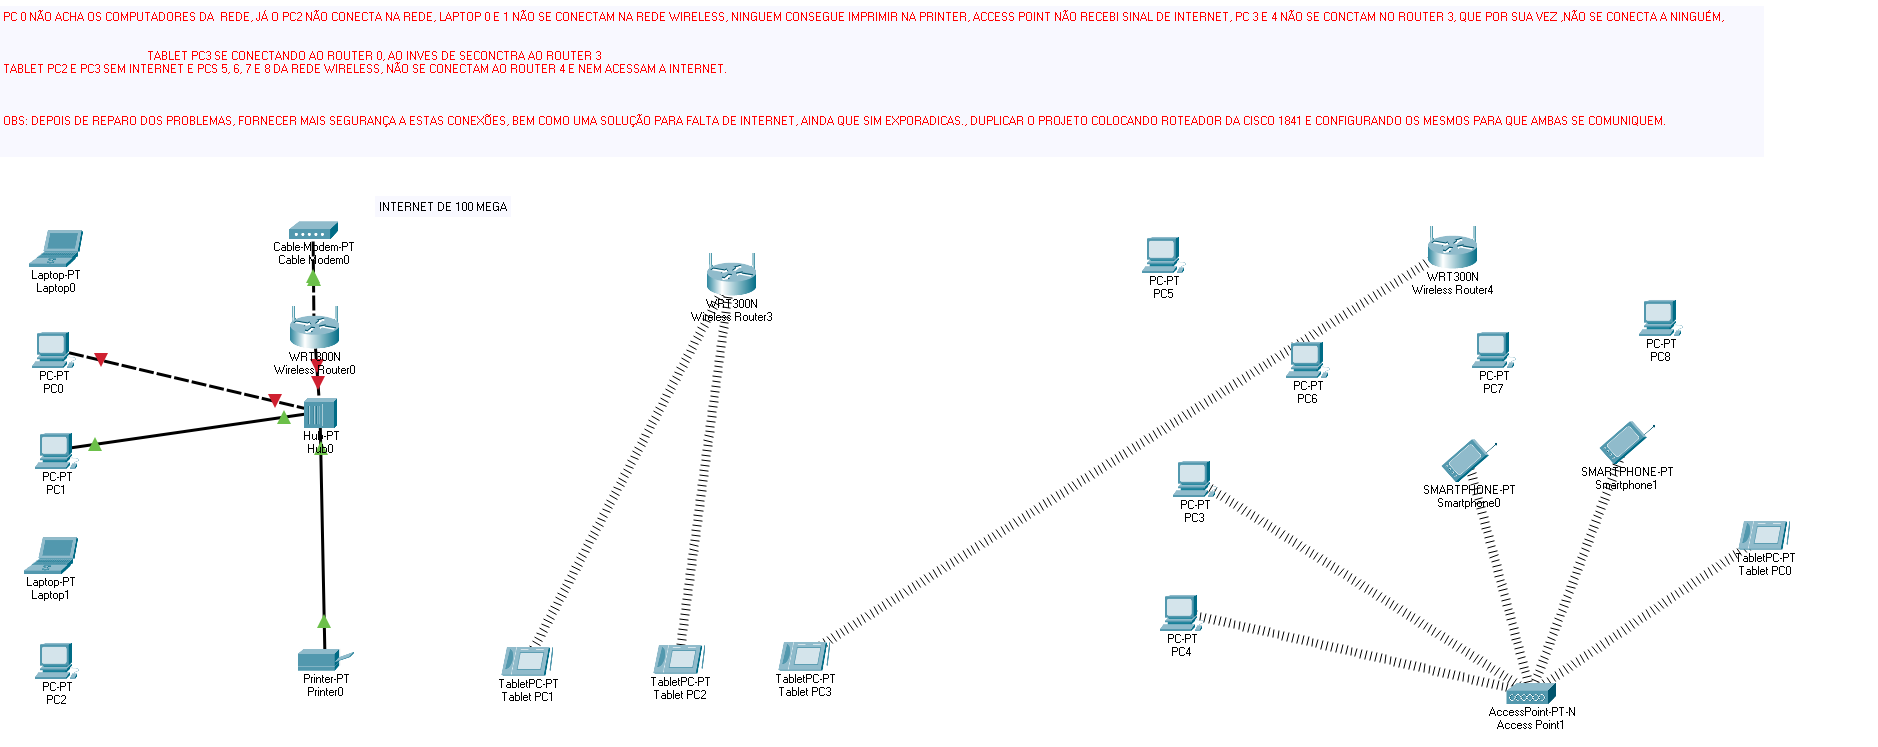 PC 0 NÃO ACHA OS COMPUTADORES DA  REDE, JÁ O PC2 NÃO CONECTA NA REDE, LAPTOP 0 E 1 NÃO SE CONECTAM NA REDE WIRELESS, NINGUEM CONSEGUE IMPRIMIR NA PRINTER, ACCESS POINT NÃO RECEBI SINAL DE INTERNET, PC 3 E 4 NÃO SE CONCTAM NO ROUTER 3, QUE POR SUA VEZ ,NÃO SE CONECTA A NINGUÉM,
TABLET PC3 SE CONECTANDO AO ROUTER 0, AO INVES DE SECONCTRA AO ROUTER 3
TABLET PC2 E PC3 SEM INTERNET E PCS 5, 6, 7 E 8 DA REDE WIRELESS, NÃO SE CONECTAM AO ROUTER 4 E NEM ACESSAM A INTERNET.
OBS: DEPOIS DE REPARO DOS PROBLEMAS, FORNECER MAIS SEGURANÇA A ESTAS CONEXÕES, BEM COMO UMA SOLUÇÃO PARA FALTA DE INTERNET, AINDA QUE SIM EXPORADICAS., DUPLICAR O PROJETO COLOCANDO ROTEADOR DA CISCO 1841 E CONFIGURANDO OS MESMOS PARA QUE AMBAS SE COMUNIQUEM.
INTERNET DE 100 MEGA
Laptop-PT
Laptop0
Cable-Modem-PT
Cable Modem0
PC-PT
PC0
WRT300N
Wireless Router0
Hub-PT
Hub0
PC-PT
PC1
Laptop-PT
Laptop1
PC-PT
PC2
Printer-PT
Printer0
WRT300N
Wireless Router3
TabletPC-PT
Tablet PC1
TabletPC-PT
Tablet PC2
TabletPC-PT
Tablet PC3
PC-PT
PC5
WRT300N
Wireless Router4
PC-PT
PC8
PC-PT
PC6
PC-PT
PC7
PC-PT
PC3
SMARTPHONE-PT
Smartphone0
SMARTPHONE-PT
Smartphone1
TabletPC-PT
Tablet PC0
PC-PT
PC4
AccessPoint-PT-N
Access Point1